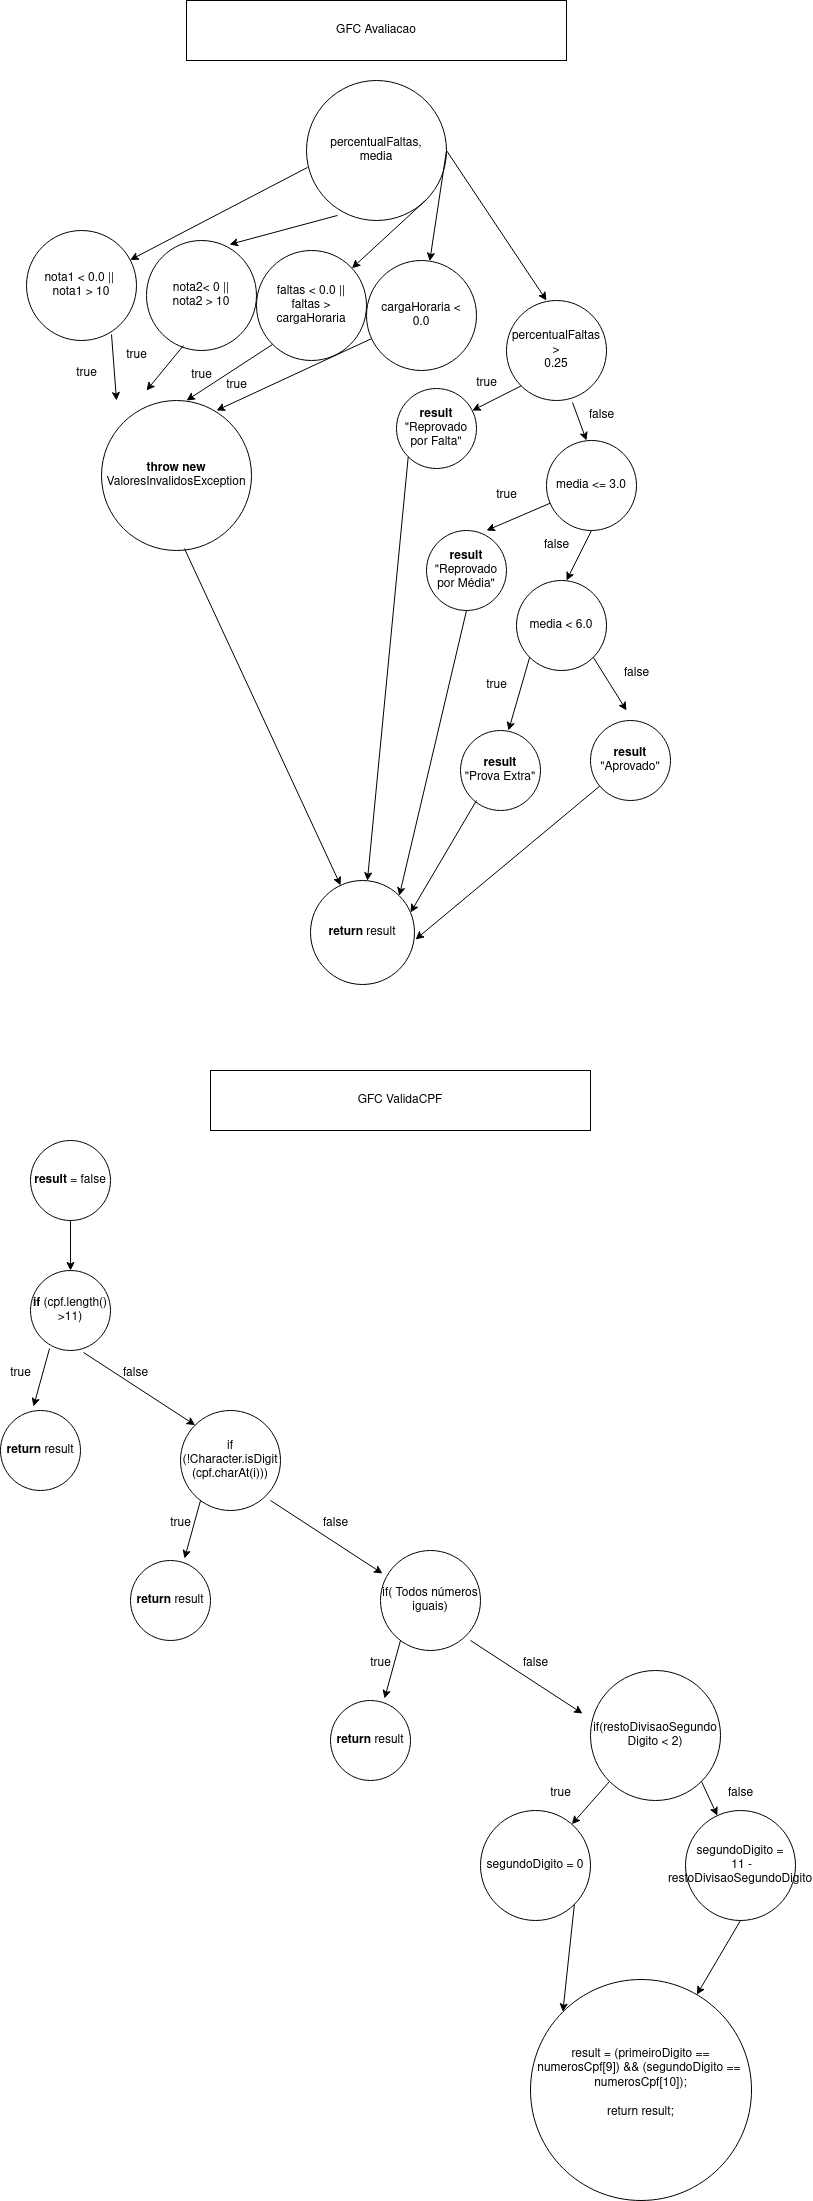 GFC Avaliacao
percentualFaltas,
media
nota1 < 0.0 ||
nota1 > 10
nota2< 0 ||
nota2 > 10
faltas < 0.0 ||
faltas >
cargaHoraria
cargaHoraria <
0.0
percentualFaltas
>
0.25
true
true
true
true
true
false
result
"Reprovado
por Falta"
throw new
ValoresInvalidosException
media <= 3.0
true
false
result
"Reprovado
por Média"
media < 6.0
true
false
result
"Prova Extra"
result
"Aprovado"
return result
GFC ValidaCPF
result = false
if (cpf.length()
>11)
true
false
return result
if
(!Character.isDigit
(cpf.charAt(i)))
true
false
return result
if( Todos números
iguais)
true
false
return result
if(restoDivisaoSegundo
Digito < 2)
true
false
segundoDigito = 0
segundoDigito =
11 -
restoDivisaoSegundoDigito
result = (primeiroDigito ==
numerosCpf[9]) && (segundoDigito ==
numerosCpf[10]);
return result;